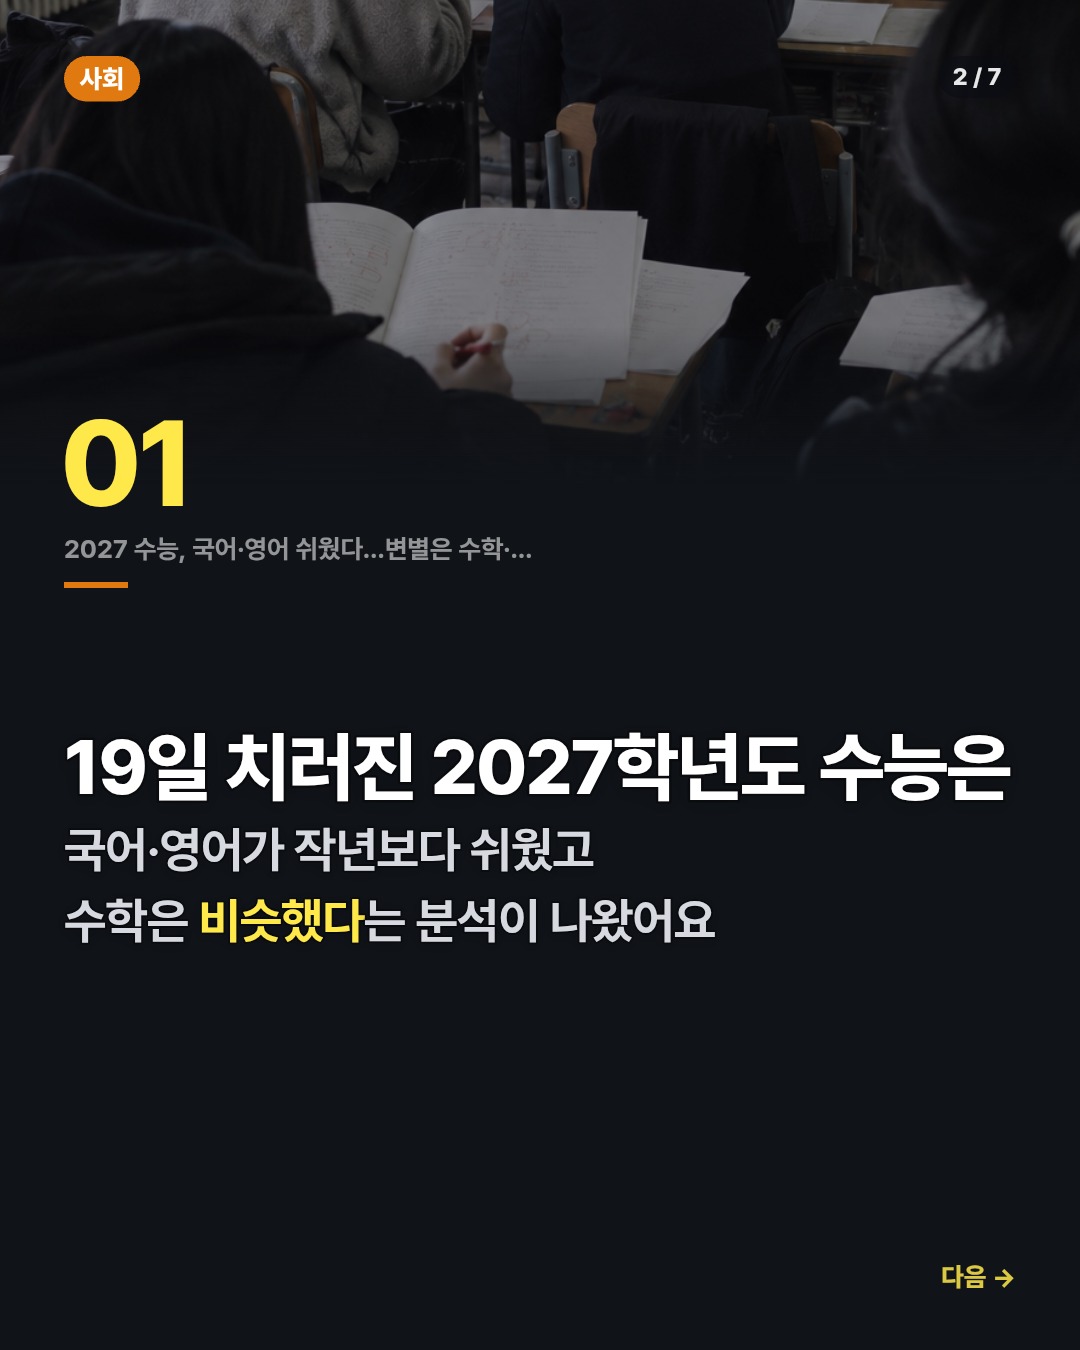 사회
2 / 7
01
2027 수능, 국어·영어 쉬웠다...변별은 수학·...
19일 치러진 2027학년도 수능은
국어·영어가 작년보다 쉬웠고
수학은 비슷했다는 분석이 나왔어요
다음 →